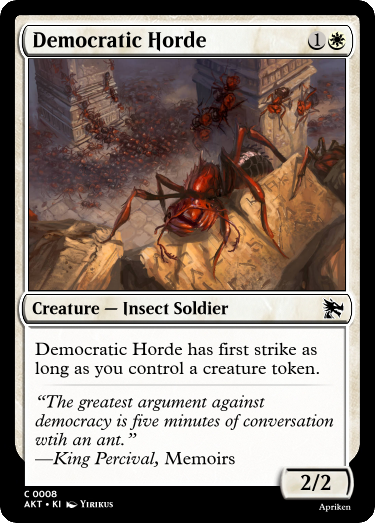 Democratic Horde 1
Creature — Insect Soldier
Democratic Horde has first strike as
long as you control a creature token.
“The greatest argument against
democracy is five minutes of conversation
wtih an ant.”
—King Percival, Memoirs
2/2
C 0008
AKT • KI Yirikus
Apriken